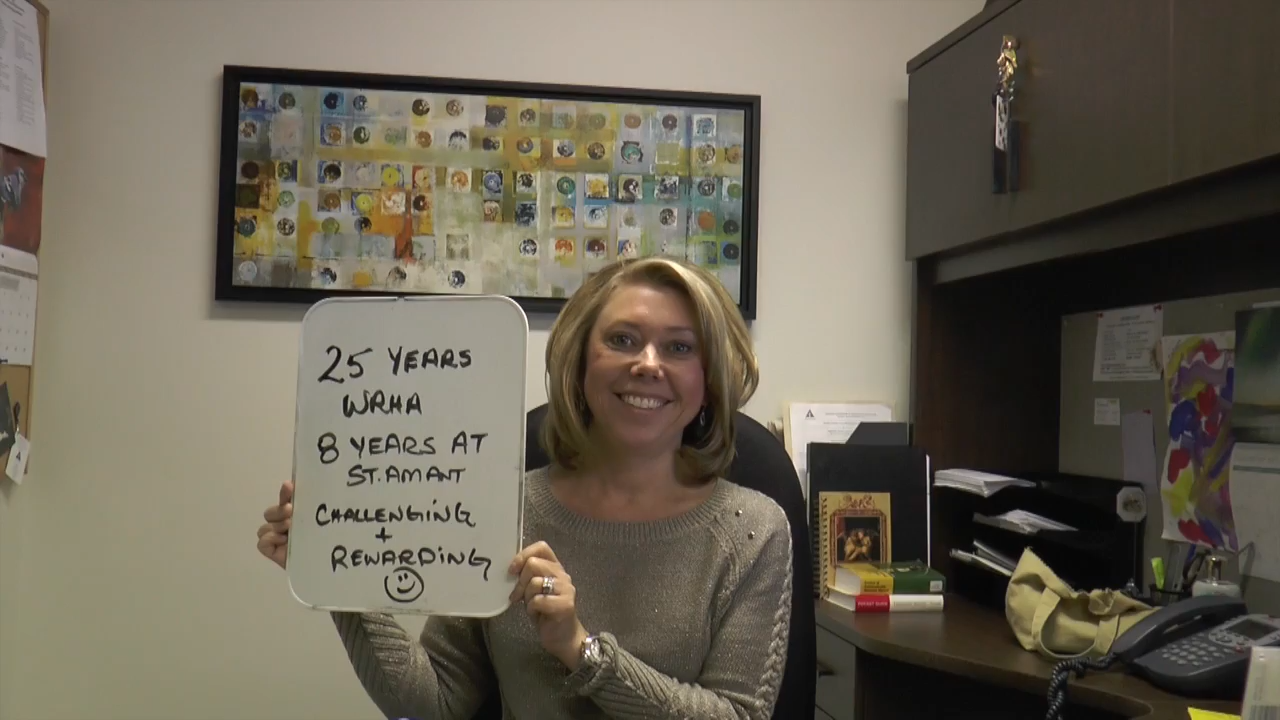 25 YEARS
WRHA
8 YEARS AT
ST. AMANT
CHALLENGING
+
REWARDING